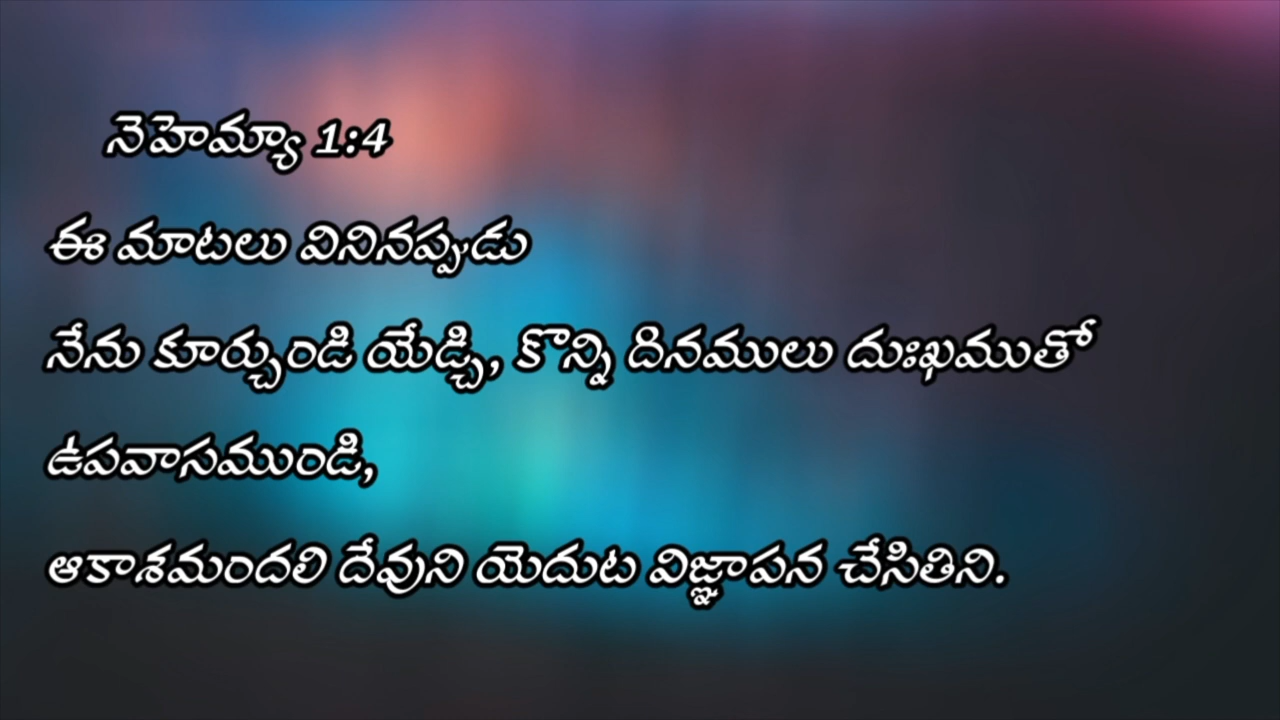 నెహెమ్యా 1:4
ఈ మాటలు వినినప్పుడు
నేను కూర్చుండి యేడ్చి, కొన్ని దినములు దుఃఖముతో
ఉపవాసముండి,
ఆకాశమందలి దేవుని యెదుట విజ్ఞాపన చేసితిని.